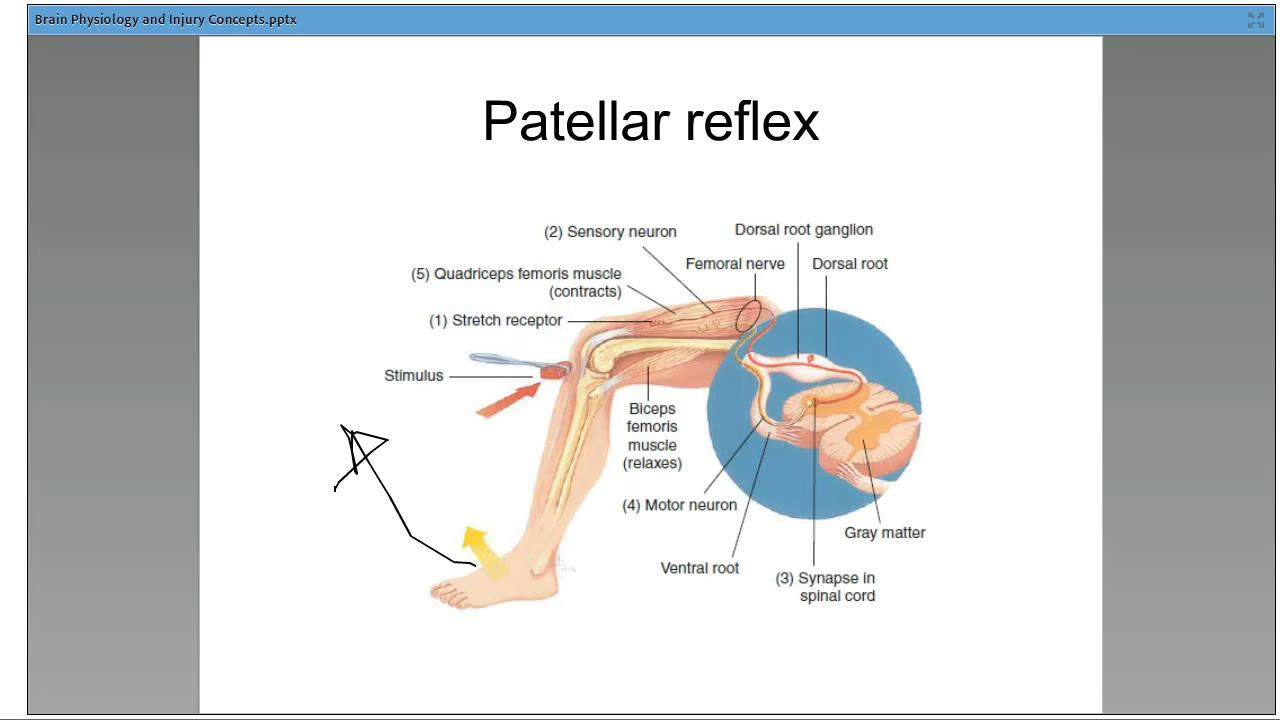 Brain Physiology and Injury Concepts.pptx
Patellar reflex
(2) Sensory neuron
Dorsal root ganglion
Femoral nerve
Dorsal root
(5) Quadriceps femoris muscle
(contracts)
(1) Stretch receptor
Stimulus
Biceps
femoris
muscle
(relaxes)
(4) Motor neuron
Gray matter
Ventral root
(3) Synapse in
spinal cord